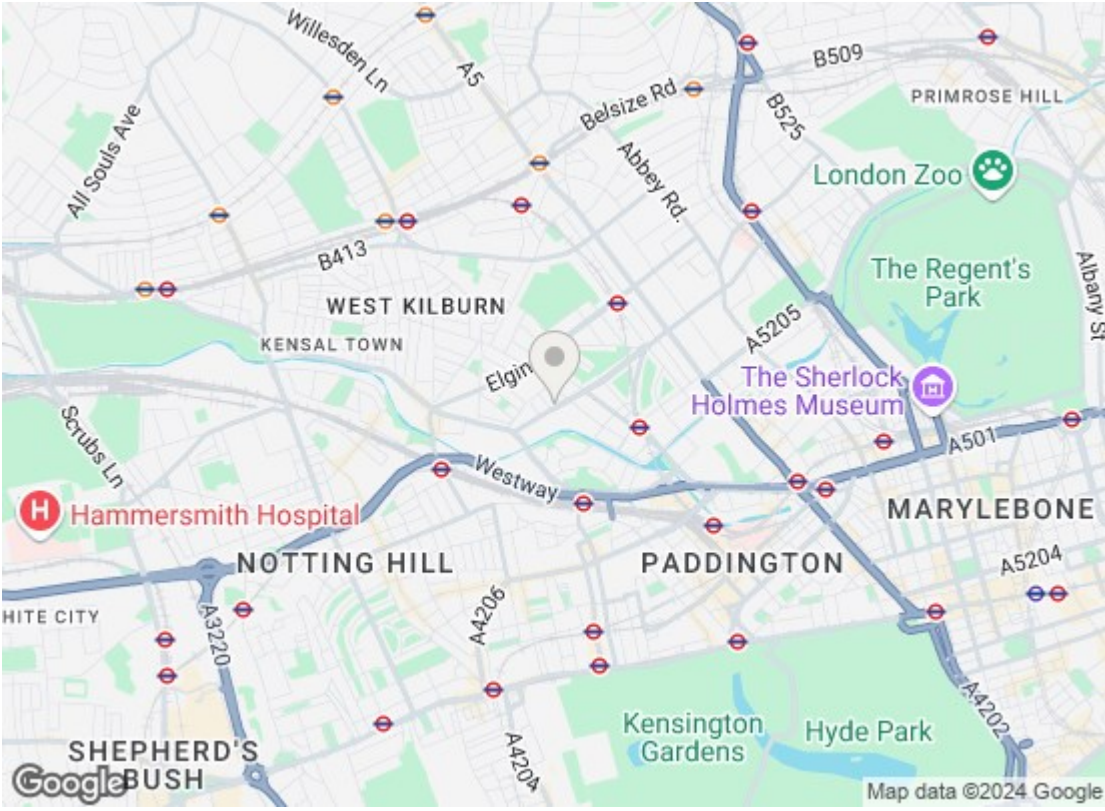 Willesden Ln
A5
B509
Belsize Rd
B525
PRIMROSE HILL
All Souls Ave
Abbey Rd.
London Zoo
B413
The Regent's
Park
Albany St
WEST KILBURN
KENSAL TOWN
A5205
Elgin
The Sherlock
Holmes Museum
Scrubs Ln
A501
Westway
H
Hammersmith Hospital
MARYLEBONE
NOTTING HILL
PADDINGTON
A5204
HITE CITY
A3220
A4206
A4202
Kensington
Gardens
Hyde Park
SHEPHERD'S
BUSH
A4204
Google
Map data ©2024 Google